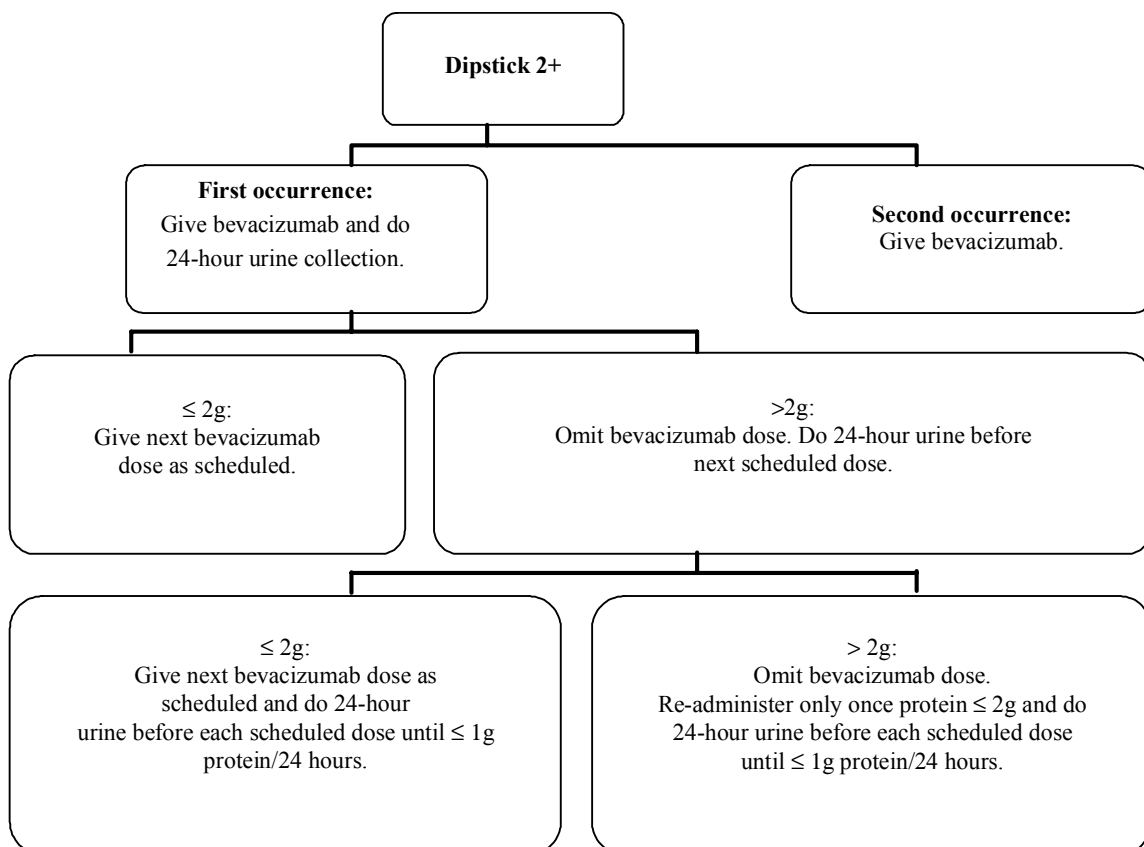 Dipstick 2+
First occurrence:
Give bevacizumab and do
24-hour urine collection.
Second occurrence:
Give bevacizumab.
≤ 2g:
Give next bevacizumab
dose as scheduled.
>2g:
Omit bevacizumab dose. Do 24-hour urine before
next scheduled dose.
≤ 2g:
Give next bevacizumab dose as
scheduled and do 24-hour
urine before each scheduled dose until ≤ 1g
protein/24 hours.
> 2g:
Omit bevacizumab dose.
Re-administer only once protein ≤ 2g and do
24-hour urine before each scheduled dose
until ≤ 1g protein/24 hours.